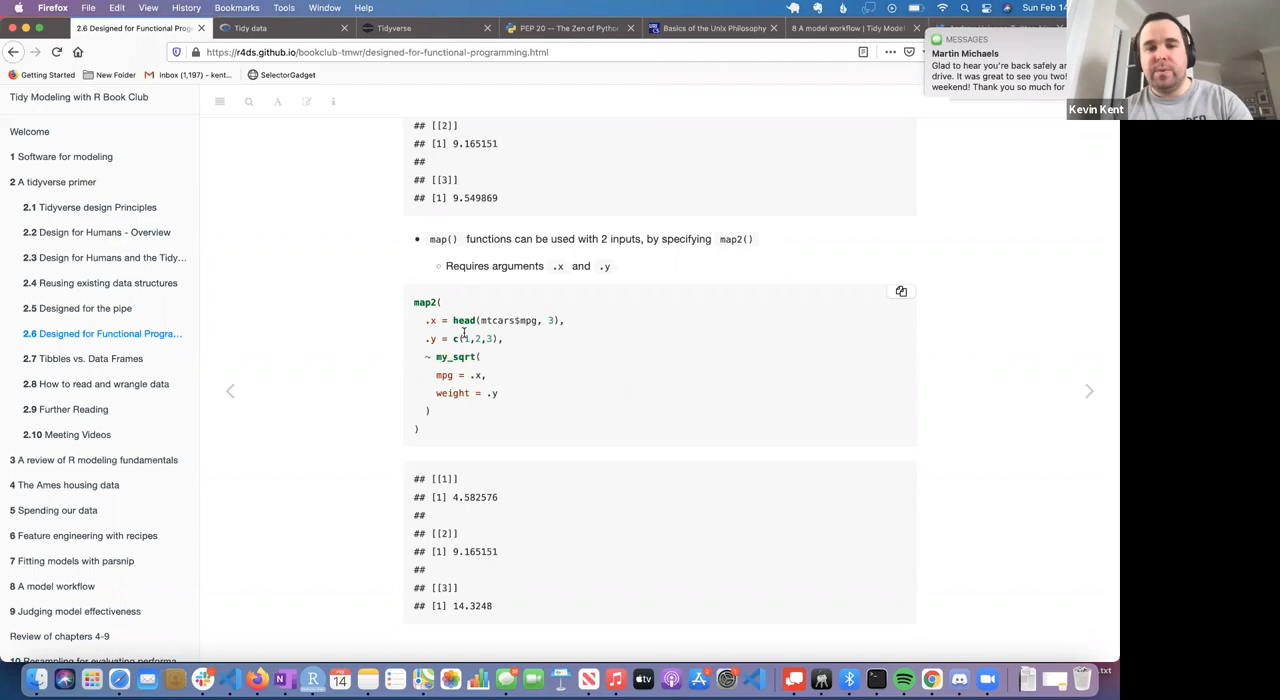 Firefox File Edit View History Bookmarks Tools Window Help Sun Feb 14
2.6 Designed for Functional Prog
Tidy data
Tidyverse
PEP 20 -- The Zen of Python
Basics of the Unix Philosophy
8 A model workflow | Tidy Mode
https://r4ds.github.io/bookclub-tmwr/designed-for-functional-programming.html
Getting Started New Folder Inbox (1,197) - kent... SelectorGadget
MESSAGES
Martin Michaels
Glad to hear you're back safely
drive. It was great to see you two!
weekend! Thank you so much for
Kevin Kent
Tidy Modeling with R Book Club
Welcome
1 Software for modeling
2 A tidyverse primer
2.1 Tidyverse design Principles
2.2 Design for Humans - Overview
2.3 Design for Humans and the Tidy...
2.4 Reusing existing data structures
2.5 Designed for the pipe
2.6 Designed for Functional Progra...
2.7 Tibbles vs. Data Frames
2.8 How to read and wrangle data
2.9 Further Reading
2.10 Meeting Videos
3 A review of R modeling fundamentals
4 The Ames housing data
5 Spending our data
6 Feature engineering with recipes
7 Fitting models with parsnip
8 A model workflow
9 Judging model effectiveness
Review of chapters 4-9
10 Resampling for evaluating performa
## [[2]]
## [1] 9.165151
##
## [[3]]
## [1] 9.549869
• map() functions can be used with 2 inputs, by specifying map2()
○ Requires arguments .x and .y
map2(
.x = head(mtcars$mpg, 3),
.y = c(1,2,3),
~ my_sqrt(
mpg = .x,
weight = .y
)
)
## [[1]]
## [1] 4.582576
##
## [[2]]
## [1] 9.165151
##
## [[3]]
## [1] 14.3248
14
.txt